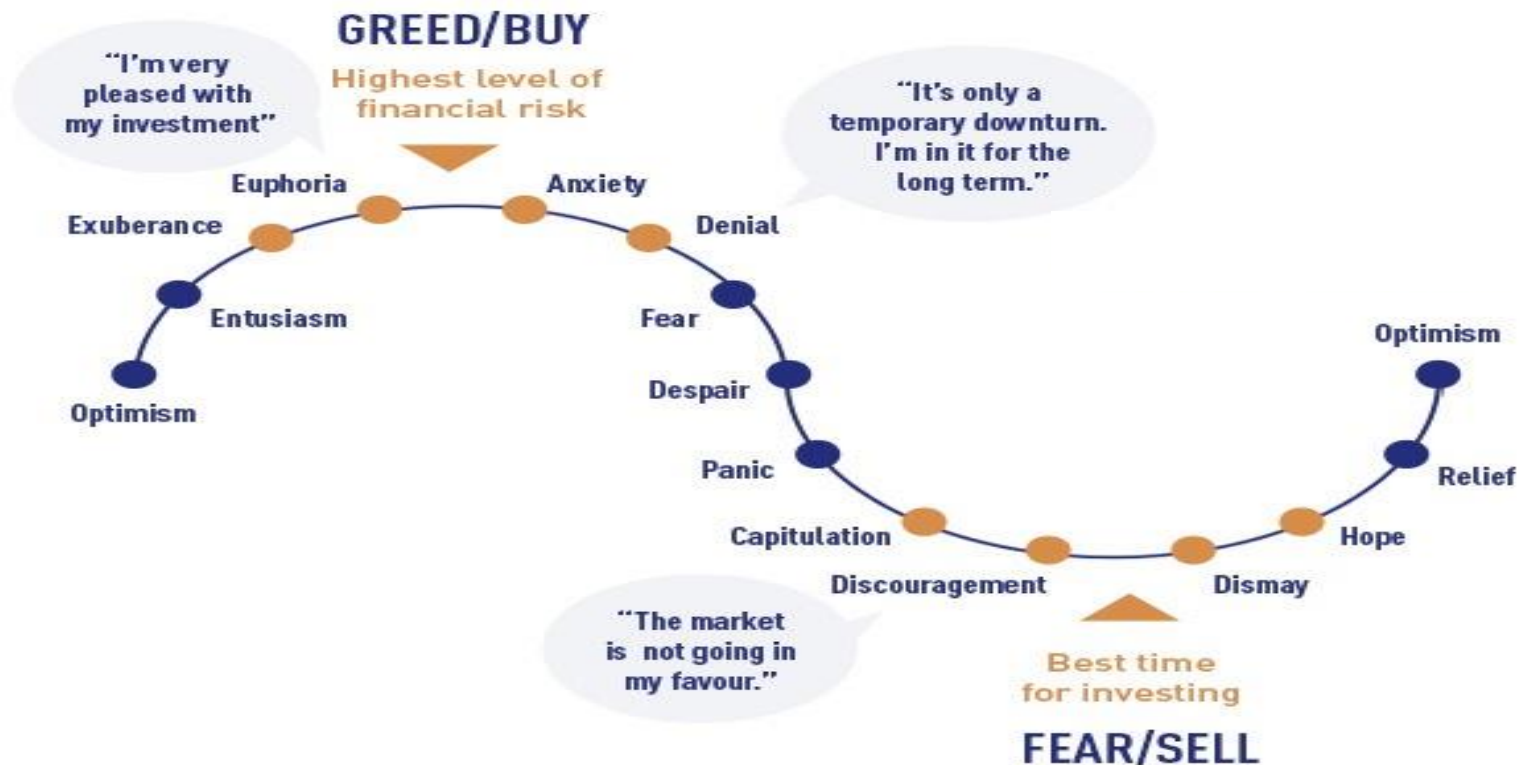 GREED/BUY
Highest level of
financial risk
“I’m very
pleased with
my investment”
“It’s only a
temporary downturn.
I’m in it for the
long term.”
Euphoria
Anxiety
Exuberance
Denial
Entusiasm
Fear
Optimism
Despair
Panic
Capitulation
Discouragement
“The market
is not going in
my favour.”
Dismay
Hope
Relief
Optimism
Best time
for investing
FEAR/SELL